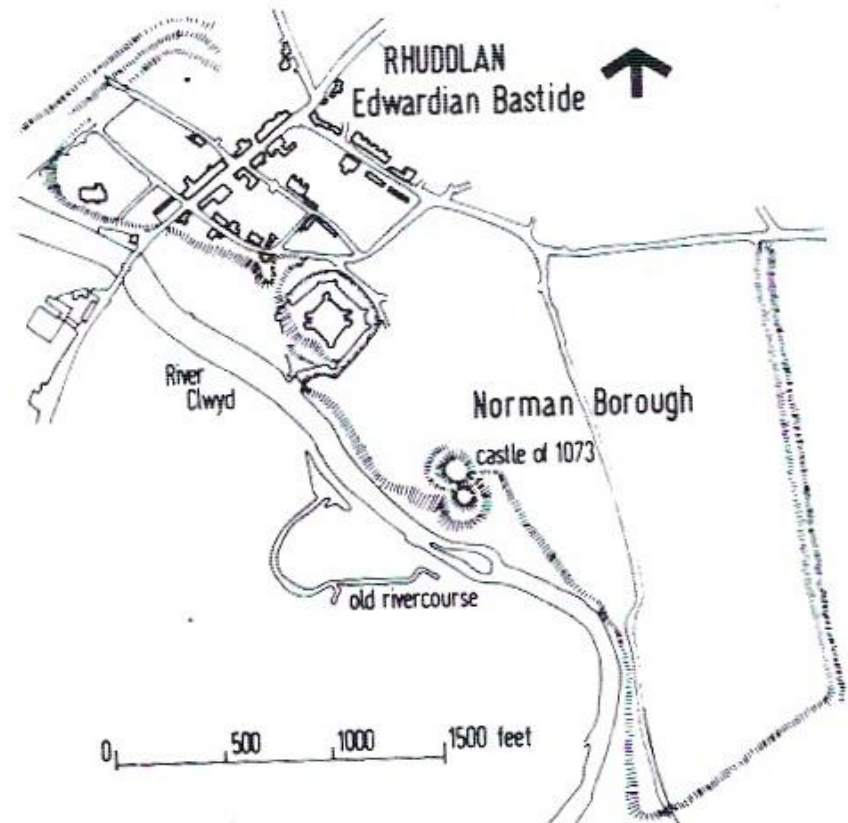 RHUDDLAN
Edwardian Bastide
River
Clwyd
Norman Borough
castle of 1073
old rivercourse
0 500 1000 1500 feet